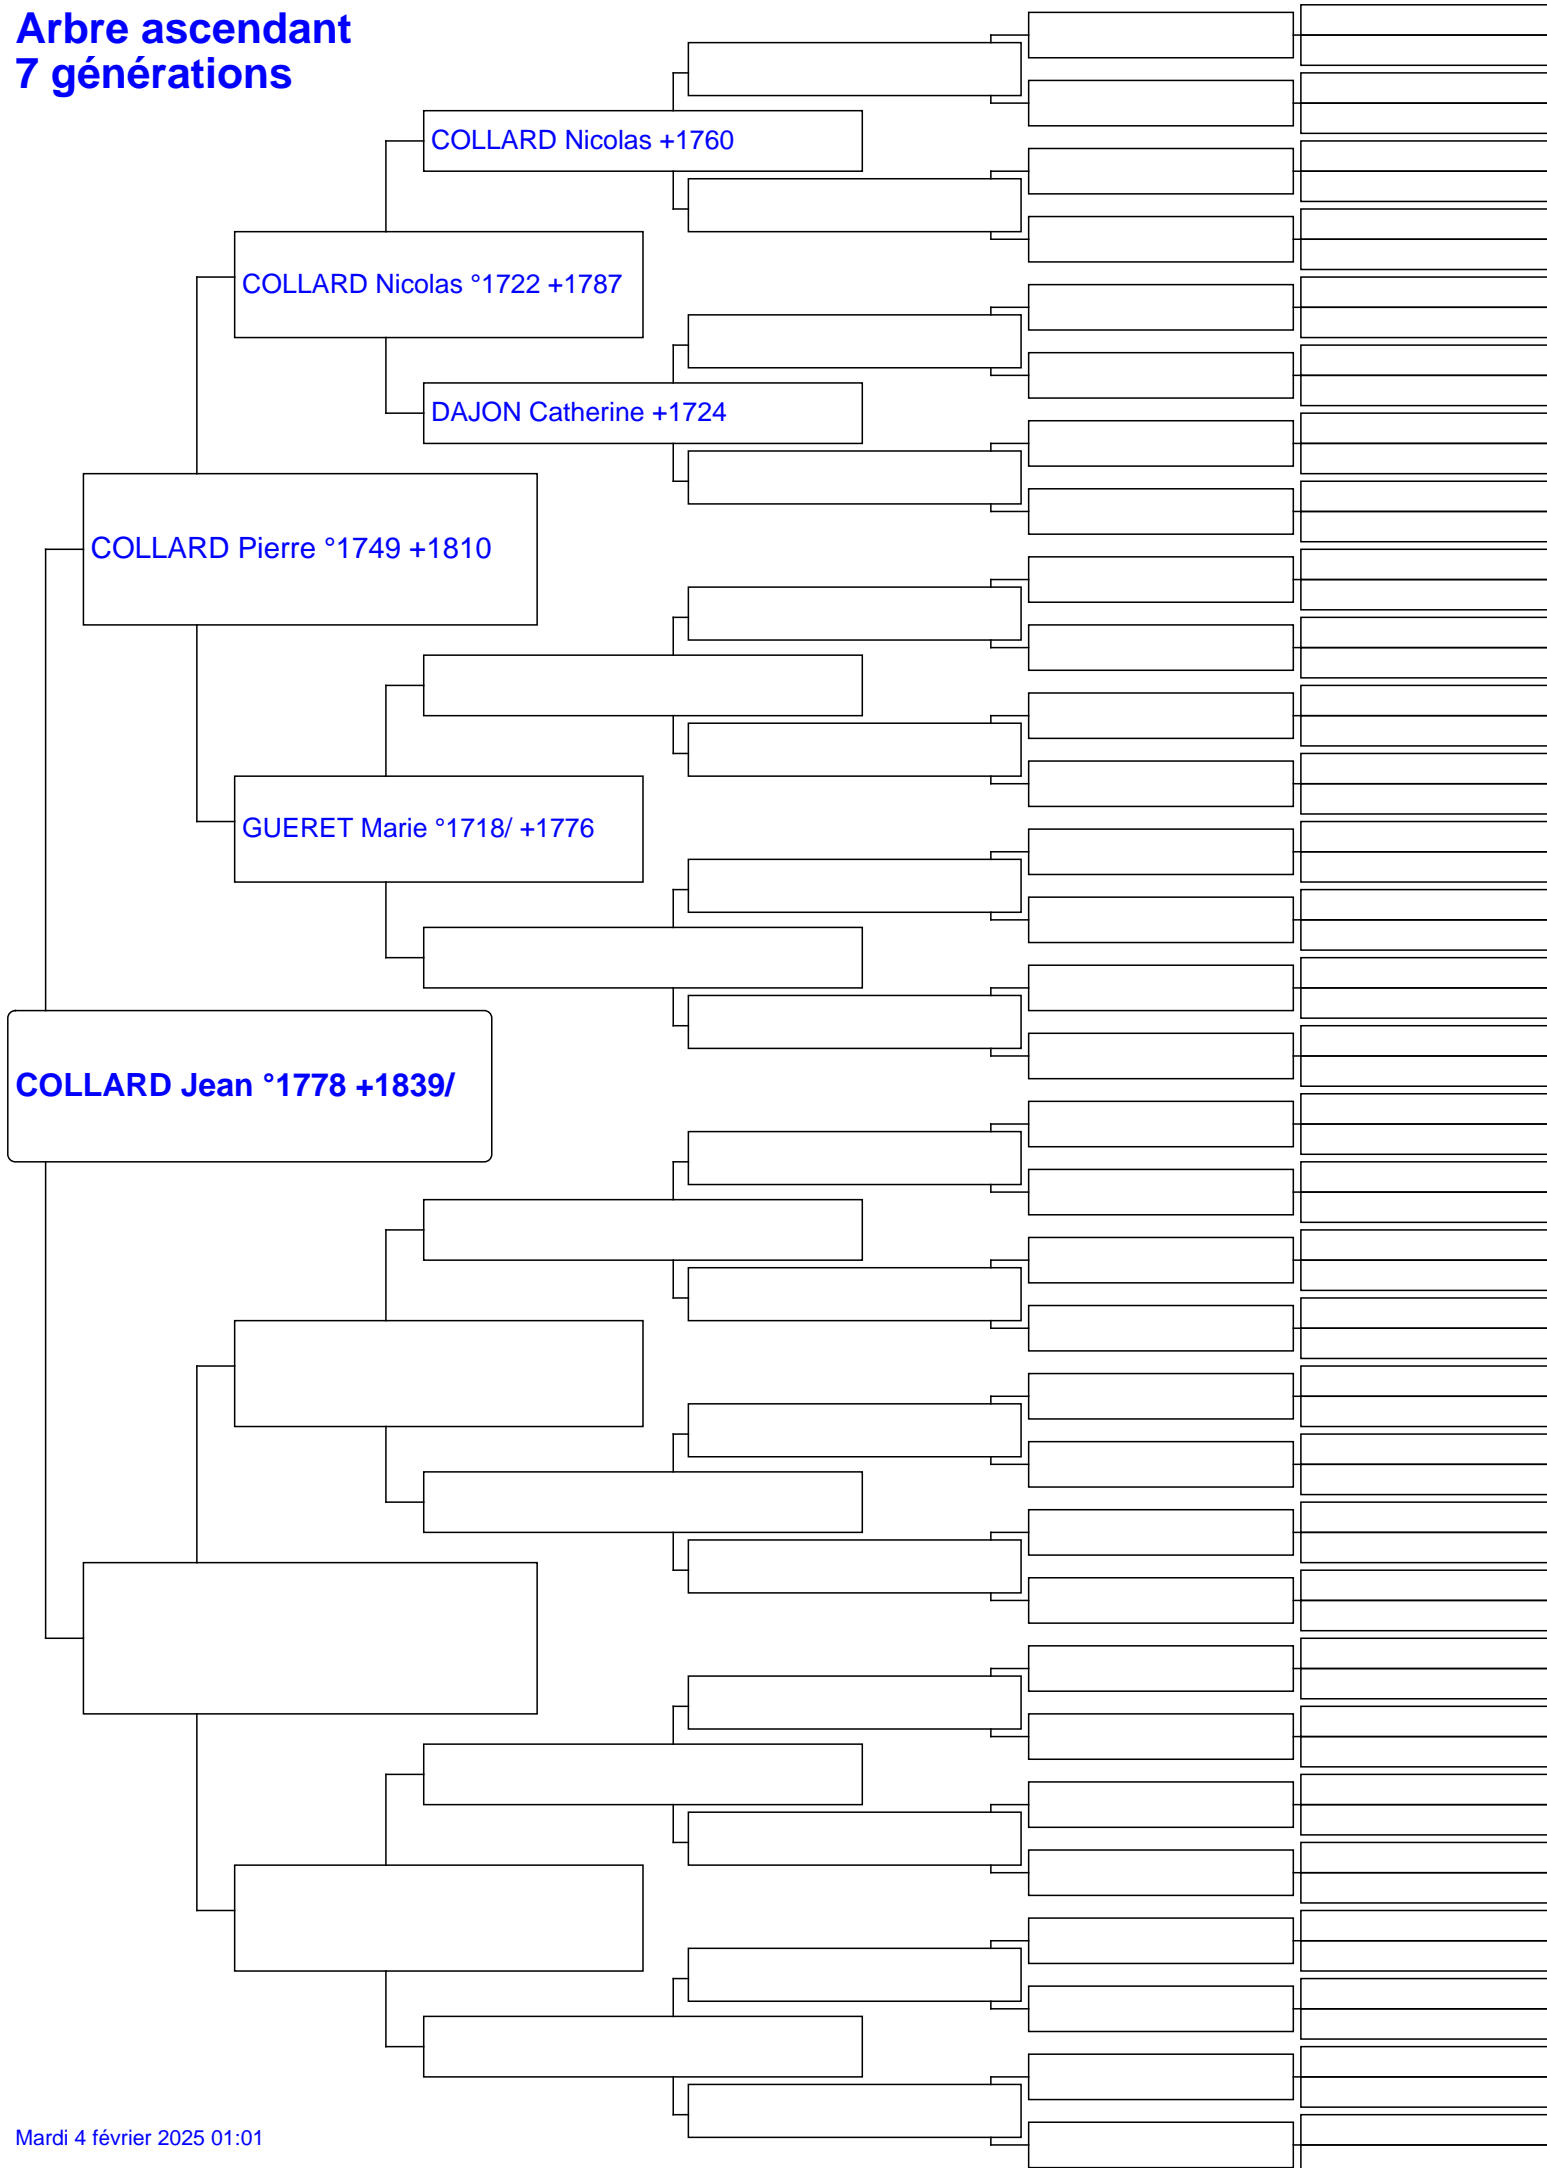 Arbre ascendant
7 générations
COLLARD Nicolas +1760
COLLARD Nicolas °1722 +1787
DAJON Catherine +1724
COLLARD Pierre °1749 +1810
GUERET Marie °1718/ +1776
COLLARD Jean °1778 +1839/
Mardi 4 février 2025 01:01